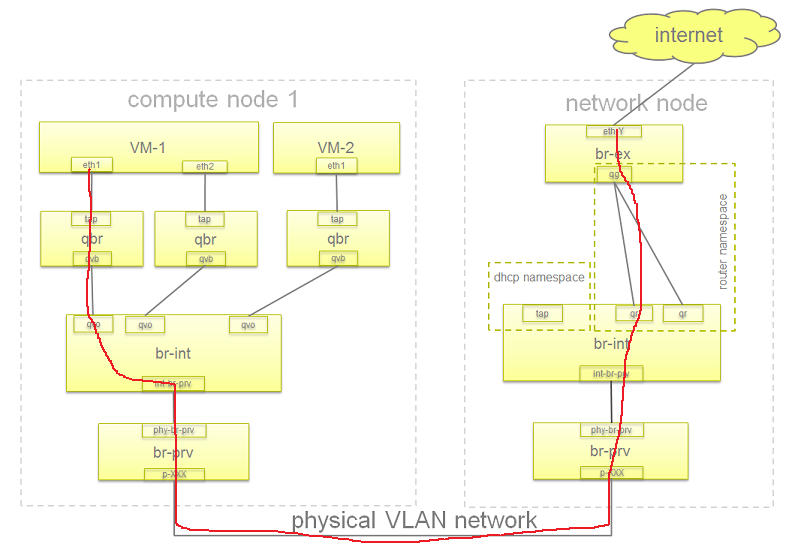 internet
compute node 1
network node
VM-1
eth1
eth2
VM-2
eth1
eth-Y
br-ex
qg
tap
qbr
qvb
tap
qbr
qvb
tap
qbr
qvb
router namespace
dhcp namespace
tap
qr
qr
br-int
int-br-prv
qvo
qvo
qvo
br-int
int-br-prv
phy-br-prv
br-prv
p-XXX
phy-br-prv
br-prv
p-XXX
physical VLAN network